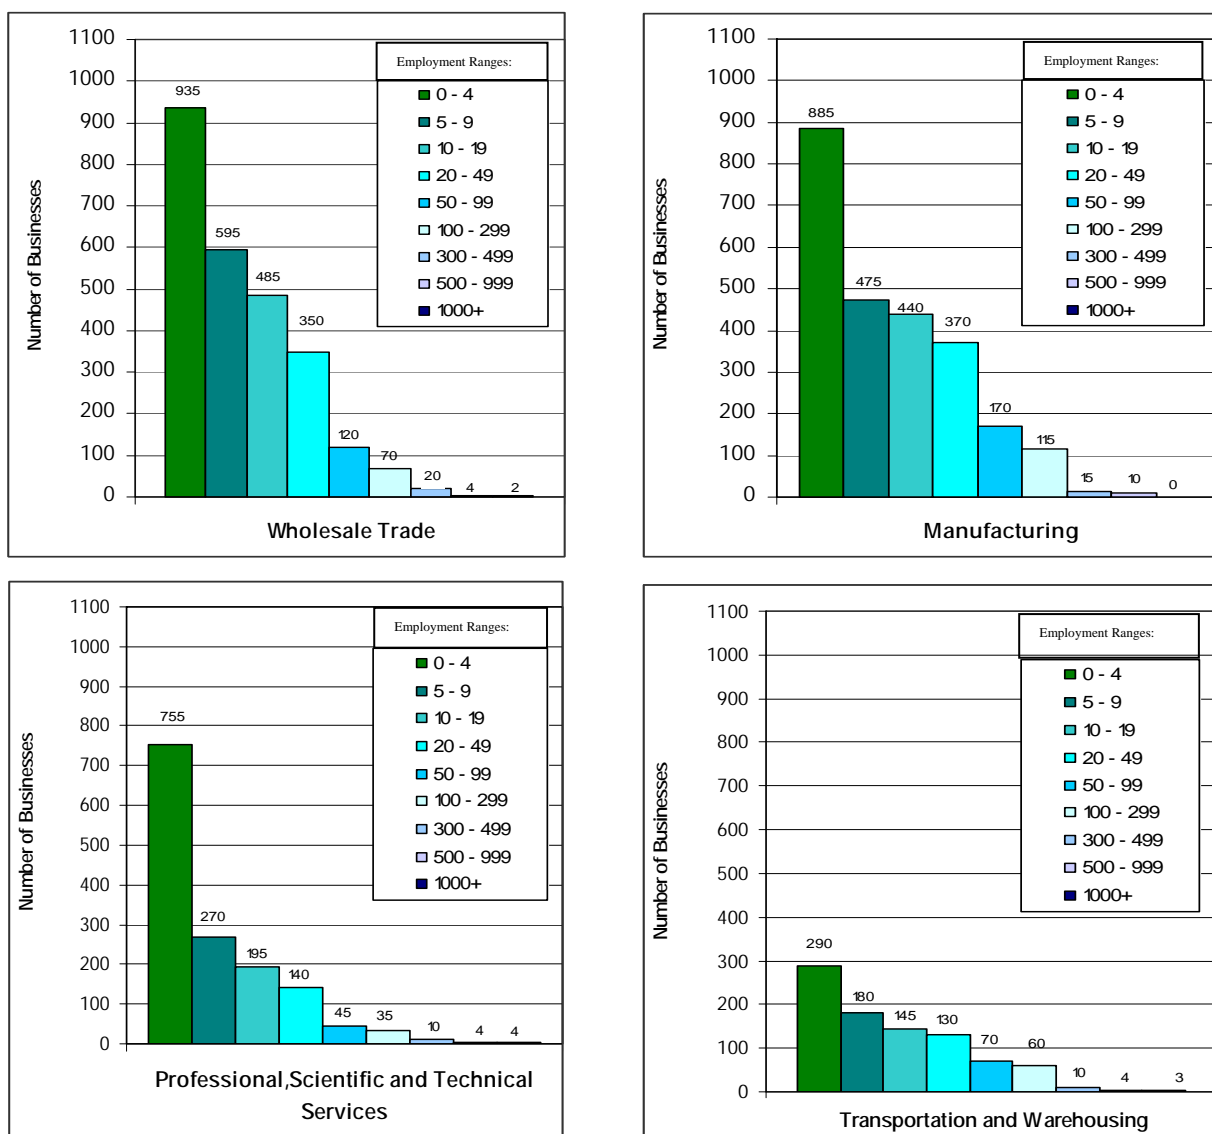 1100
1000
900
800
700
600
500
400
300
200
100
0
Number of Businesses
935
595
485
350
120
70
20
4
2
Employment Ranges:
0 - 4
5 - 9
10 - 19
20 - 49
50 - 99
100 - 299
300 - 499
500 - 999
1000+
Wholesale Trade
1100
1000
900
800
700
600
500
400
300
200
100
0
Number of Businesses
885
475
440
370
170
115
15
10
0
Employment Ranges:
0 - 4
5 - 9
10 - 19
20 - 49
50 - 99
100 - 299
300 - 499
500 - 999
1000+
Manufacturing
1100
1000
900
800
700
600
500
400
300
200
100
0
Number of Businesses
755
270
195
140
45
35
10
4
4
Employment Ranges:
0 - 4
5 - 9
10 - 19
20 - 49
50 - 99
100 - 299
300 - 499
500 - 999
1000+
Professional,Scientific and Technical
Services
1100
1000
900
800
700
600
500
400
300
200
100
0
Number of Businesses
290
180
145
130
70
60
10
4
3
Employment Ranges:
0 - 4
5 - 9
10 - 19
20 - 49
50 - 99
100 - 299
300 - 499
500 - 999
1000+
Transportation and Warehousing